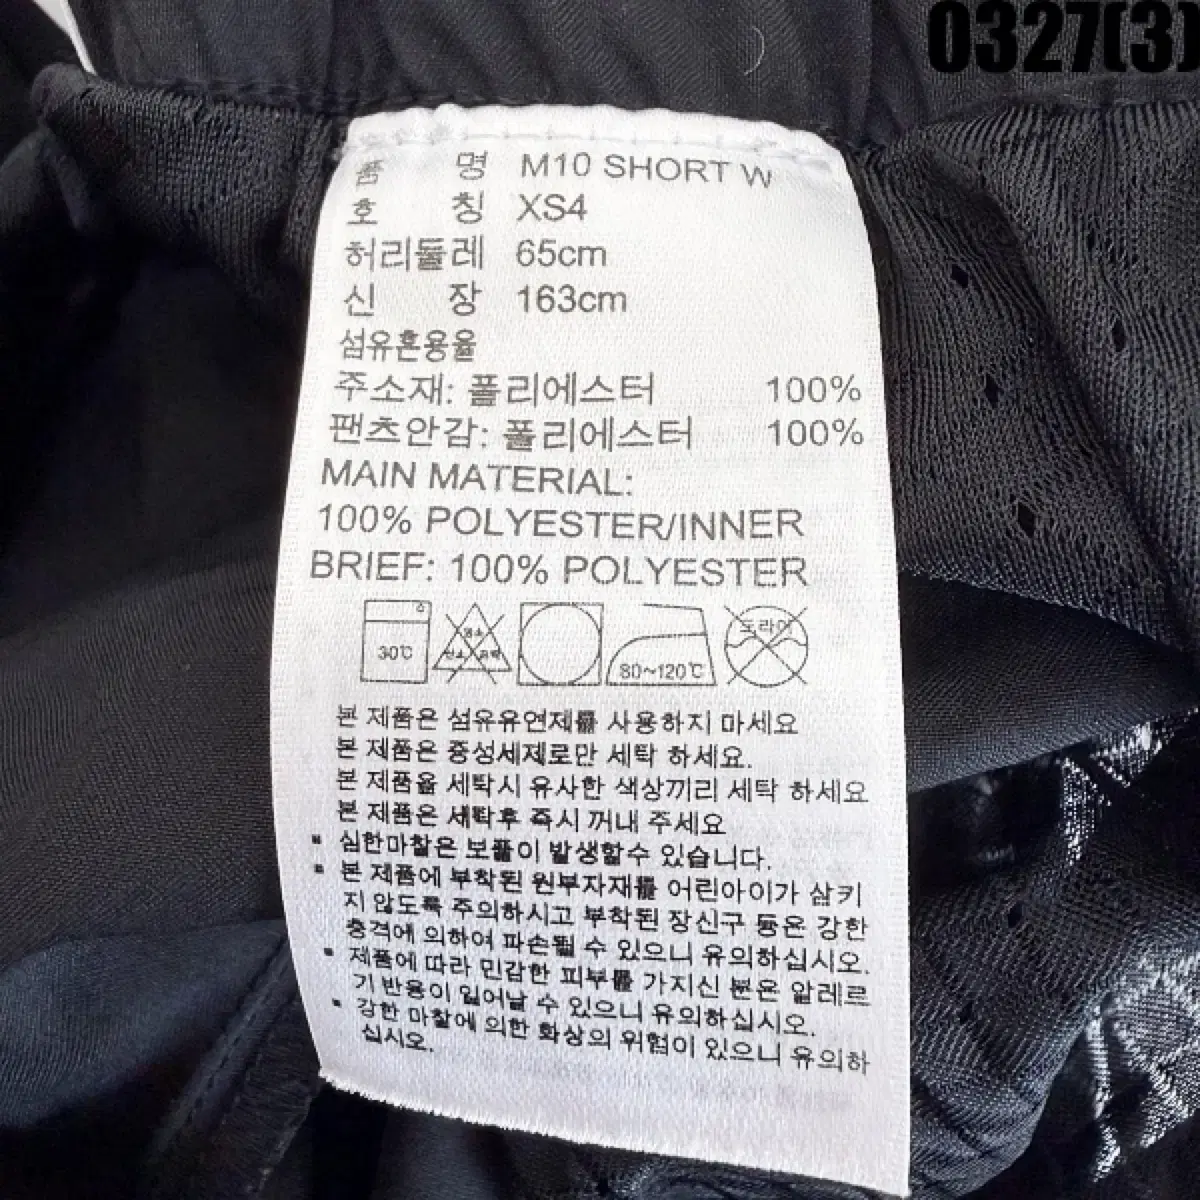 0327(3)
품 명 M10 SHORT W
호 칭 XS4
허리둘레 65cm
신 장 163cm
섬유혼용율
주소재: 폴리에스터 100%
팬츠안감: 폴리에스터 100%
MAIN MATERIAL:
100% POLYESTER/INNER
BRIEF: 100% POLYESTER
30℃
염소
산소 표백
80~120℃
드라이
본 제품은 섬유유연제를 사용하지 마세요
본 제품은 중성세제로만 세탁 하세요.
본 제품을 세탁시 유사한 색상끼리 세탁 하세요
본 제품은 세탁후 즉시 꺼내 주세요
▪ 심한마찰은 보풀이 발생할수 있습니다.
▪ 본 제품에 부착된 원부자재를 어린아이가 삼키
지 않도록 주의하시고 부착된 장신구 등은 강한
충격에 의하여 파손될 수 있으니 유의하십시오.
▪ 제품에 따라 민감한 피부를 가지신 분은 알레르
기 반응이 일어날 수 있으니 유의하십시오.
▪ 강한 마찰에 의한 화상의 위험이 있으니 유의하
십시오.